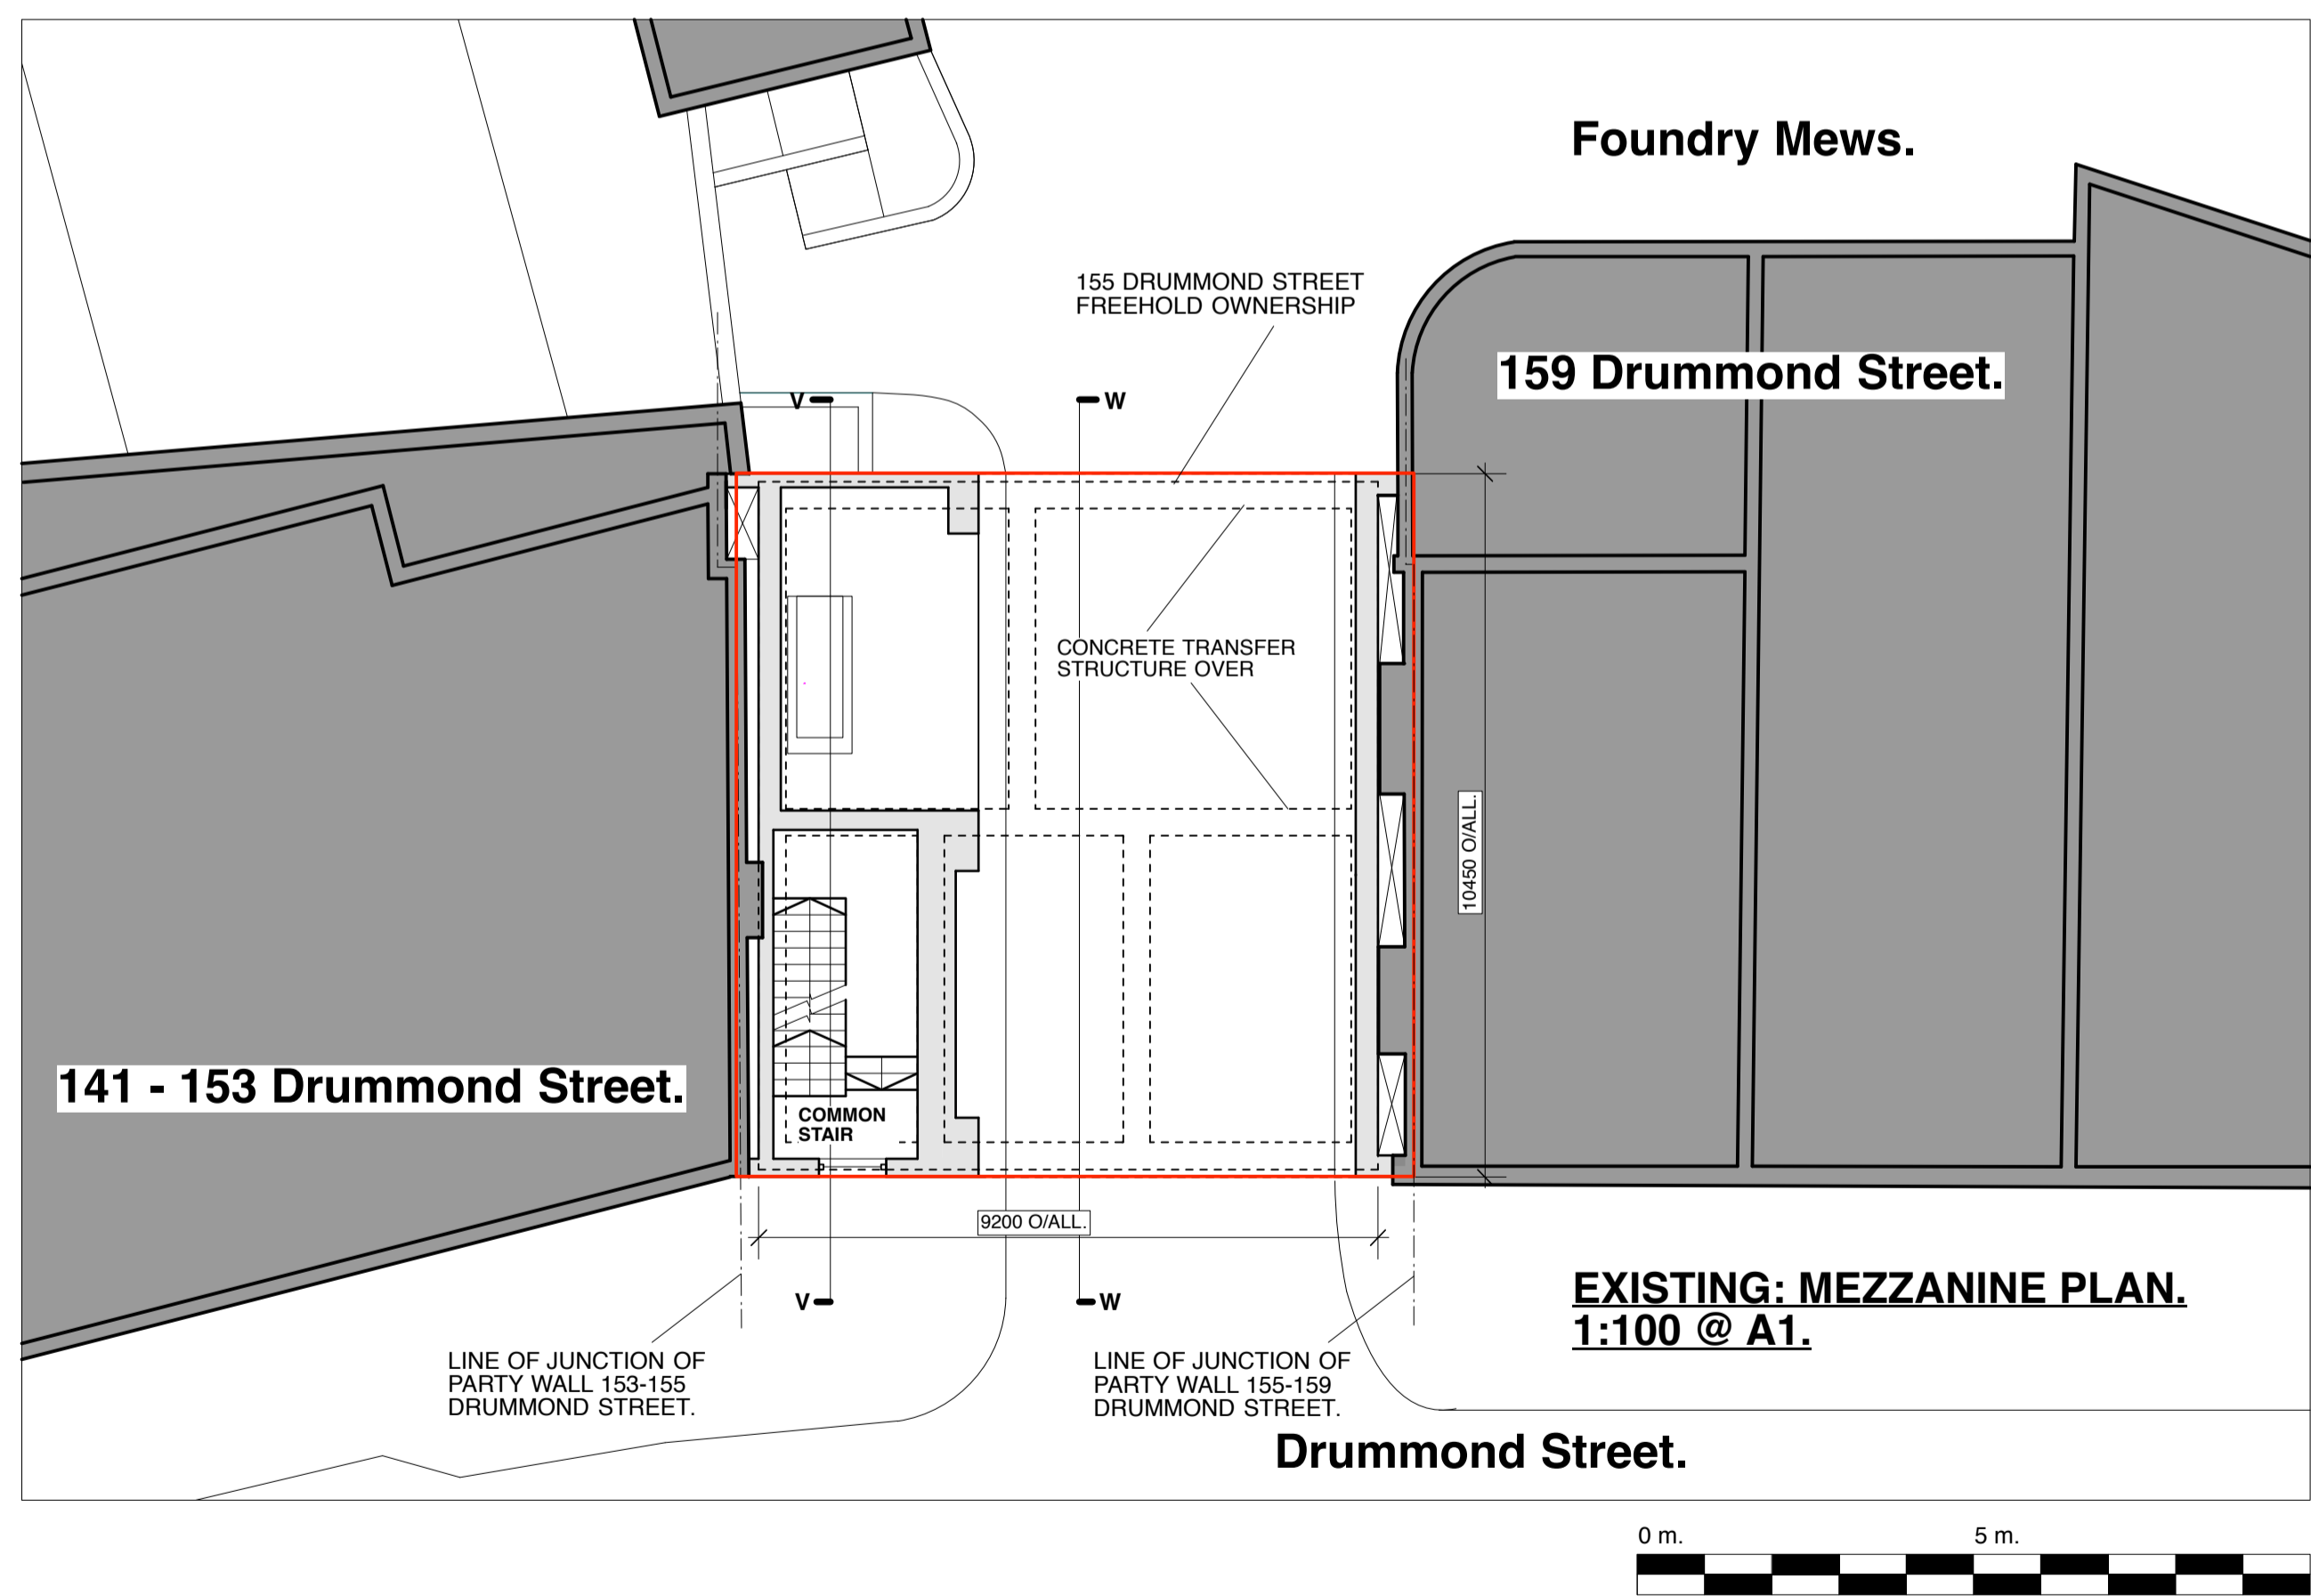 Foundry Mews.
155 DRUMMOND STREET
FREEHOLD OWNERSHIP
159 Drummond Street.
V
W
CONCRETE TRANSFER
STRUCTURE OVER
10450 O/ALL.
141 - 153 Drummond Street.
COMMON
STAIR
9200 O/ALL.
V
W
EXISTING: MEZZANINE PLAN.
1:100 @ A1.
LINE OF JUNCTION OF
PARTY WALL 153-155
DRUMMOND STREET.
LINE OF JUNCTION OF
PARTY WALL 155-159
DRUMMOND STREET.
Drummond Street.
0 m.
5 m.